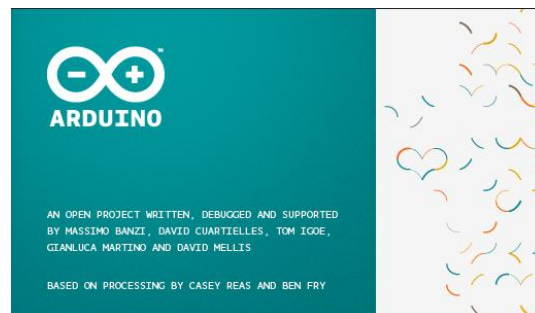 ARDUINO
AN OPEN PROJECT WRITTEN, DEBUGGED AND SUPPORTED
BY MASSIMO BANZI, DAVID CUARTIELLES, TOM IGOE,
GIANLUCA MARTINO AND DAVID MELLIS
BASED ON PROCESSING BY CASEY REAS AND BEN FRY